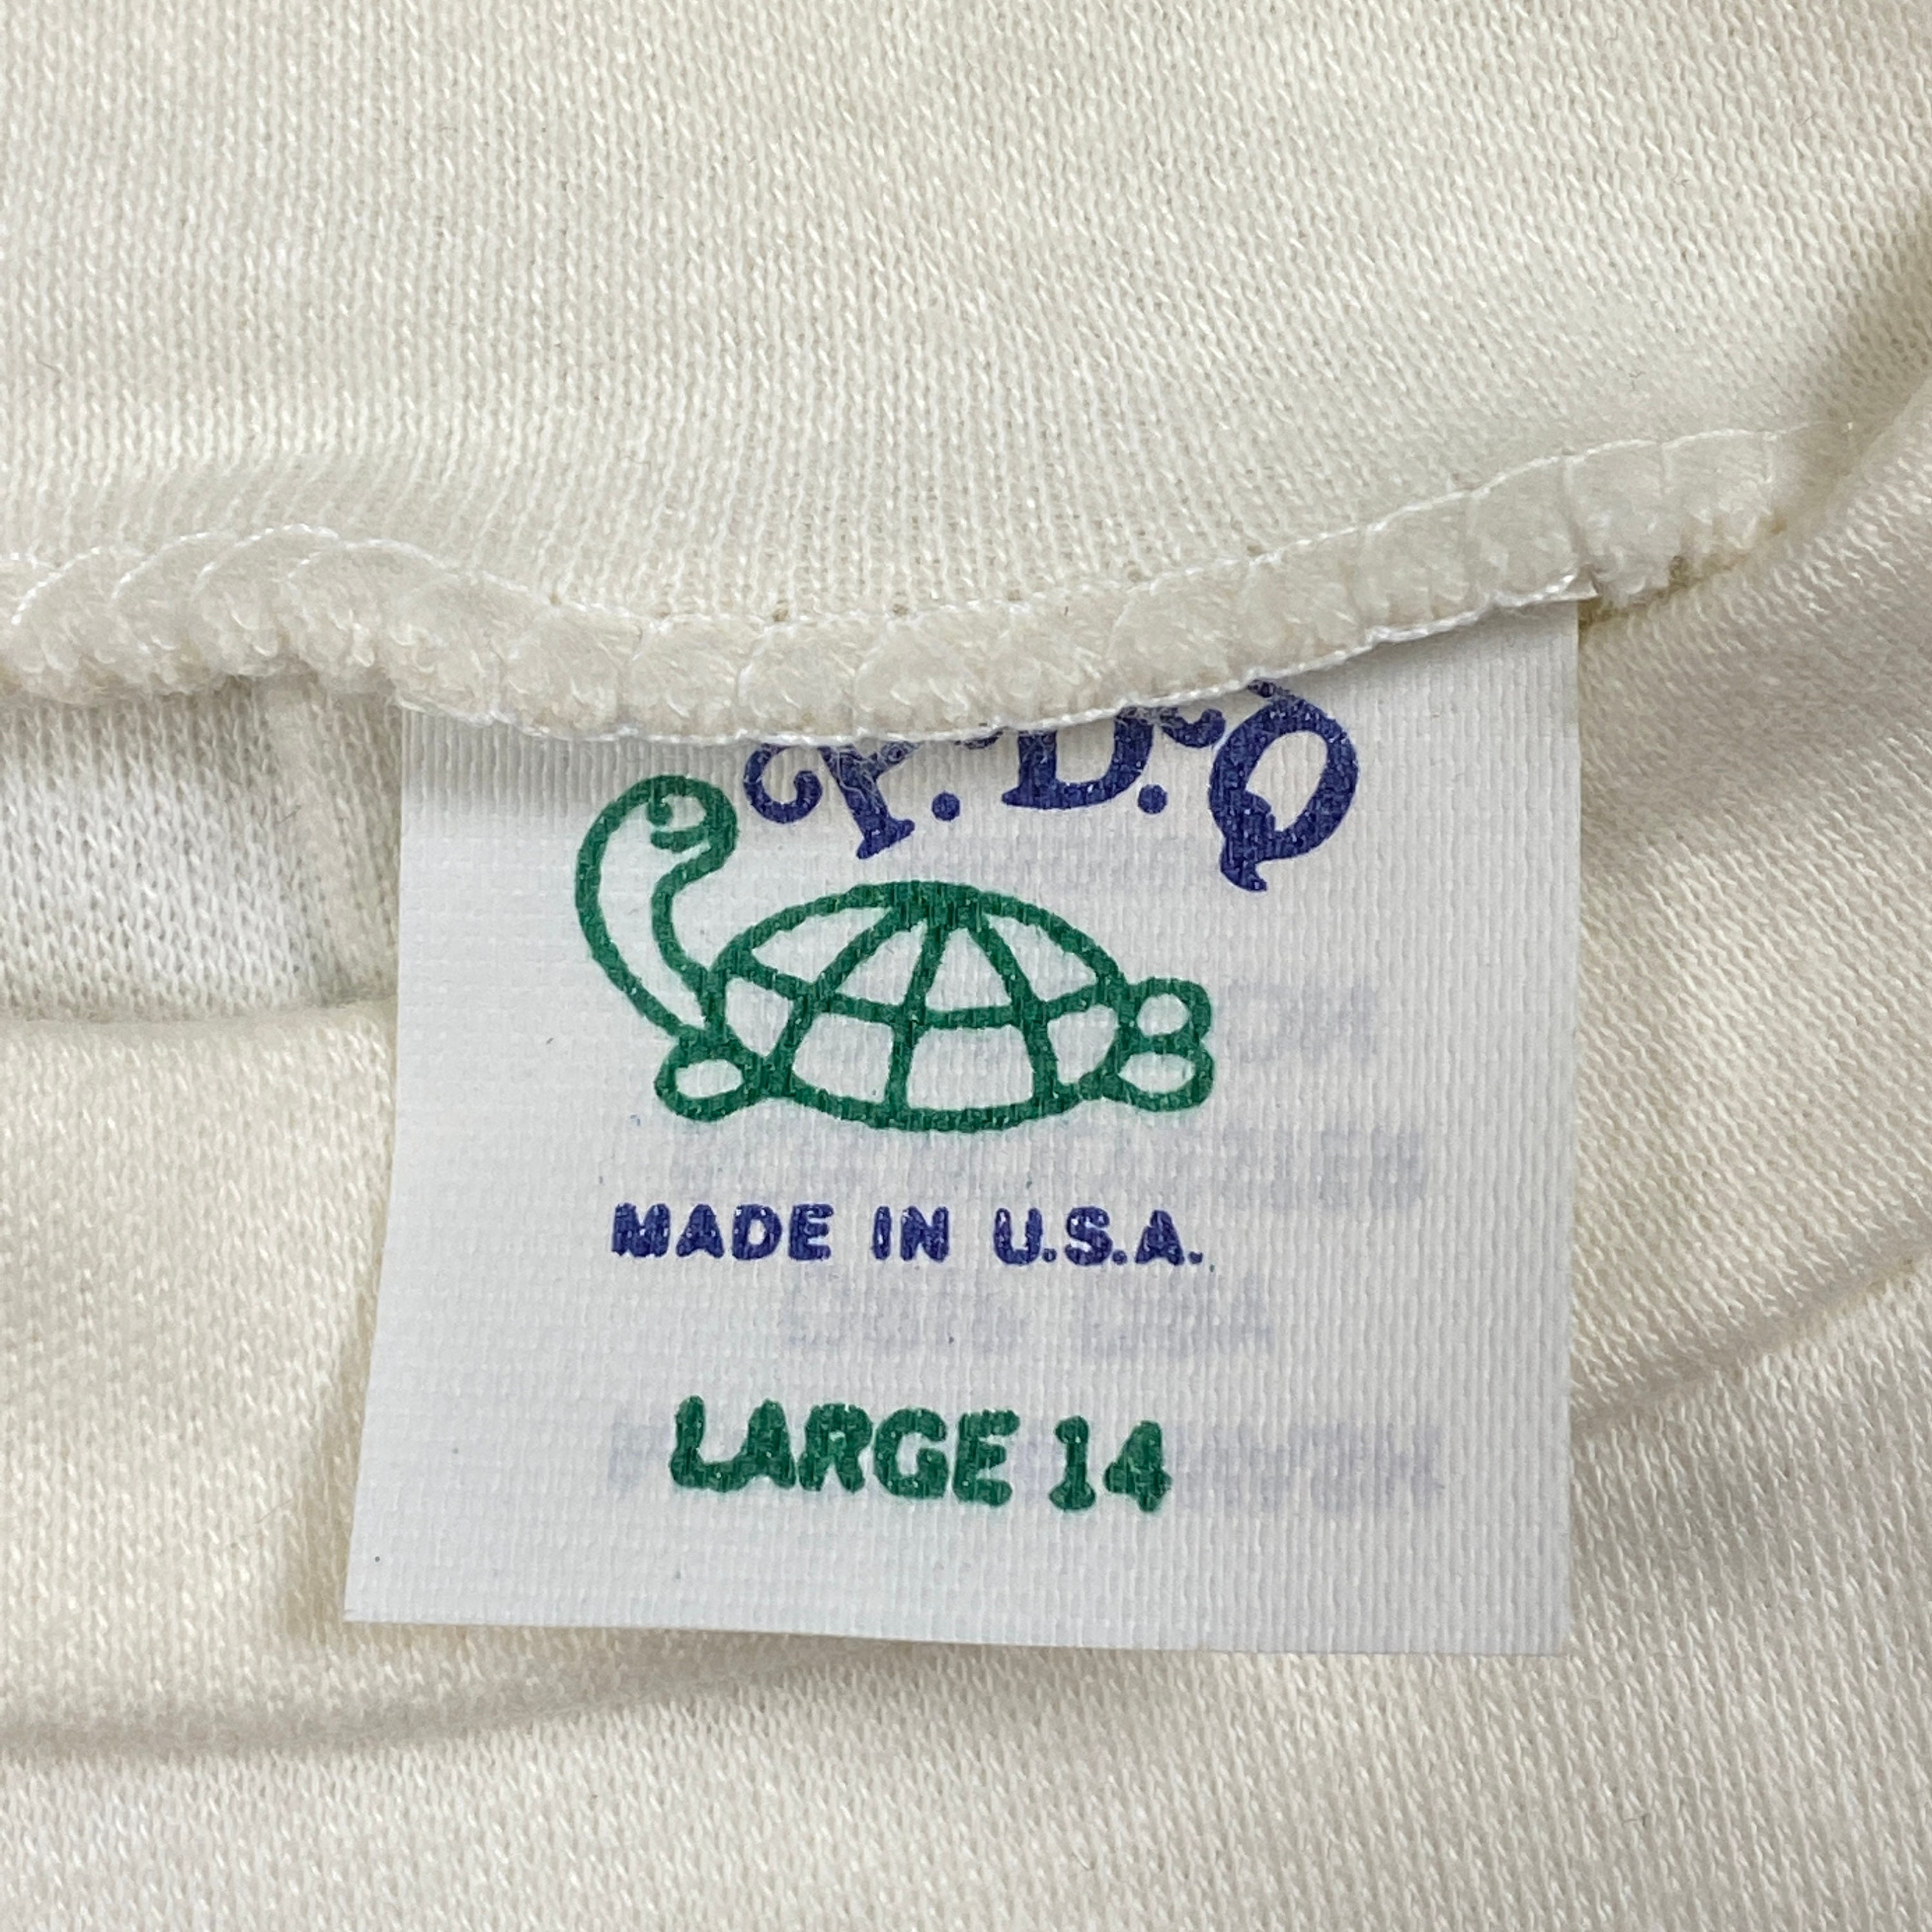 P.D.Q
MADE IN U.S.A.
LARGE 14